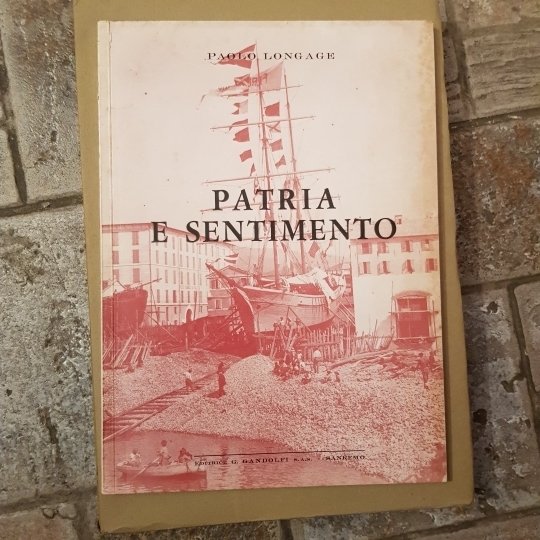 PAOLO LONGAGE
PATRIA
E SENTIMENTO
EDITRICE G. GANDOLFI S.A.S. - SANREMO